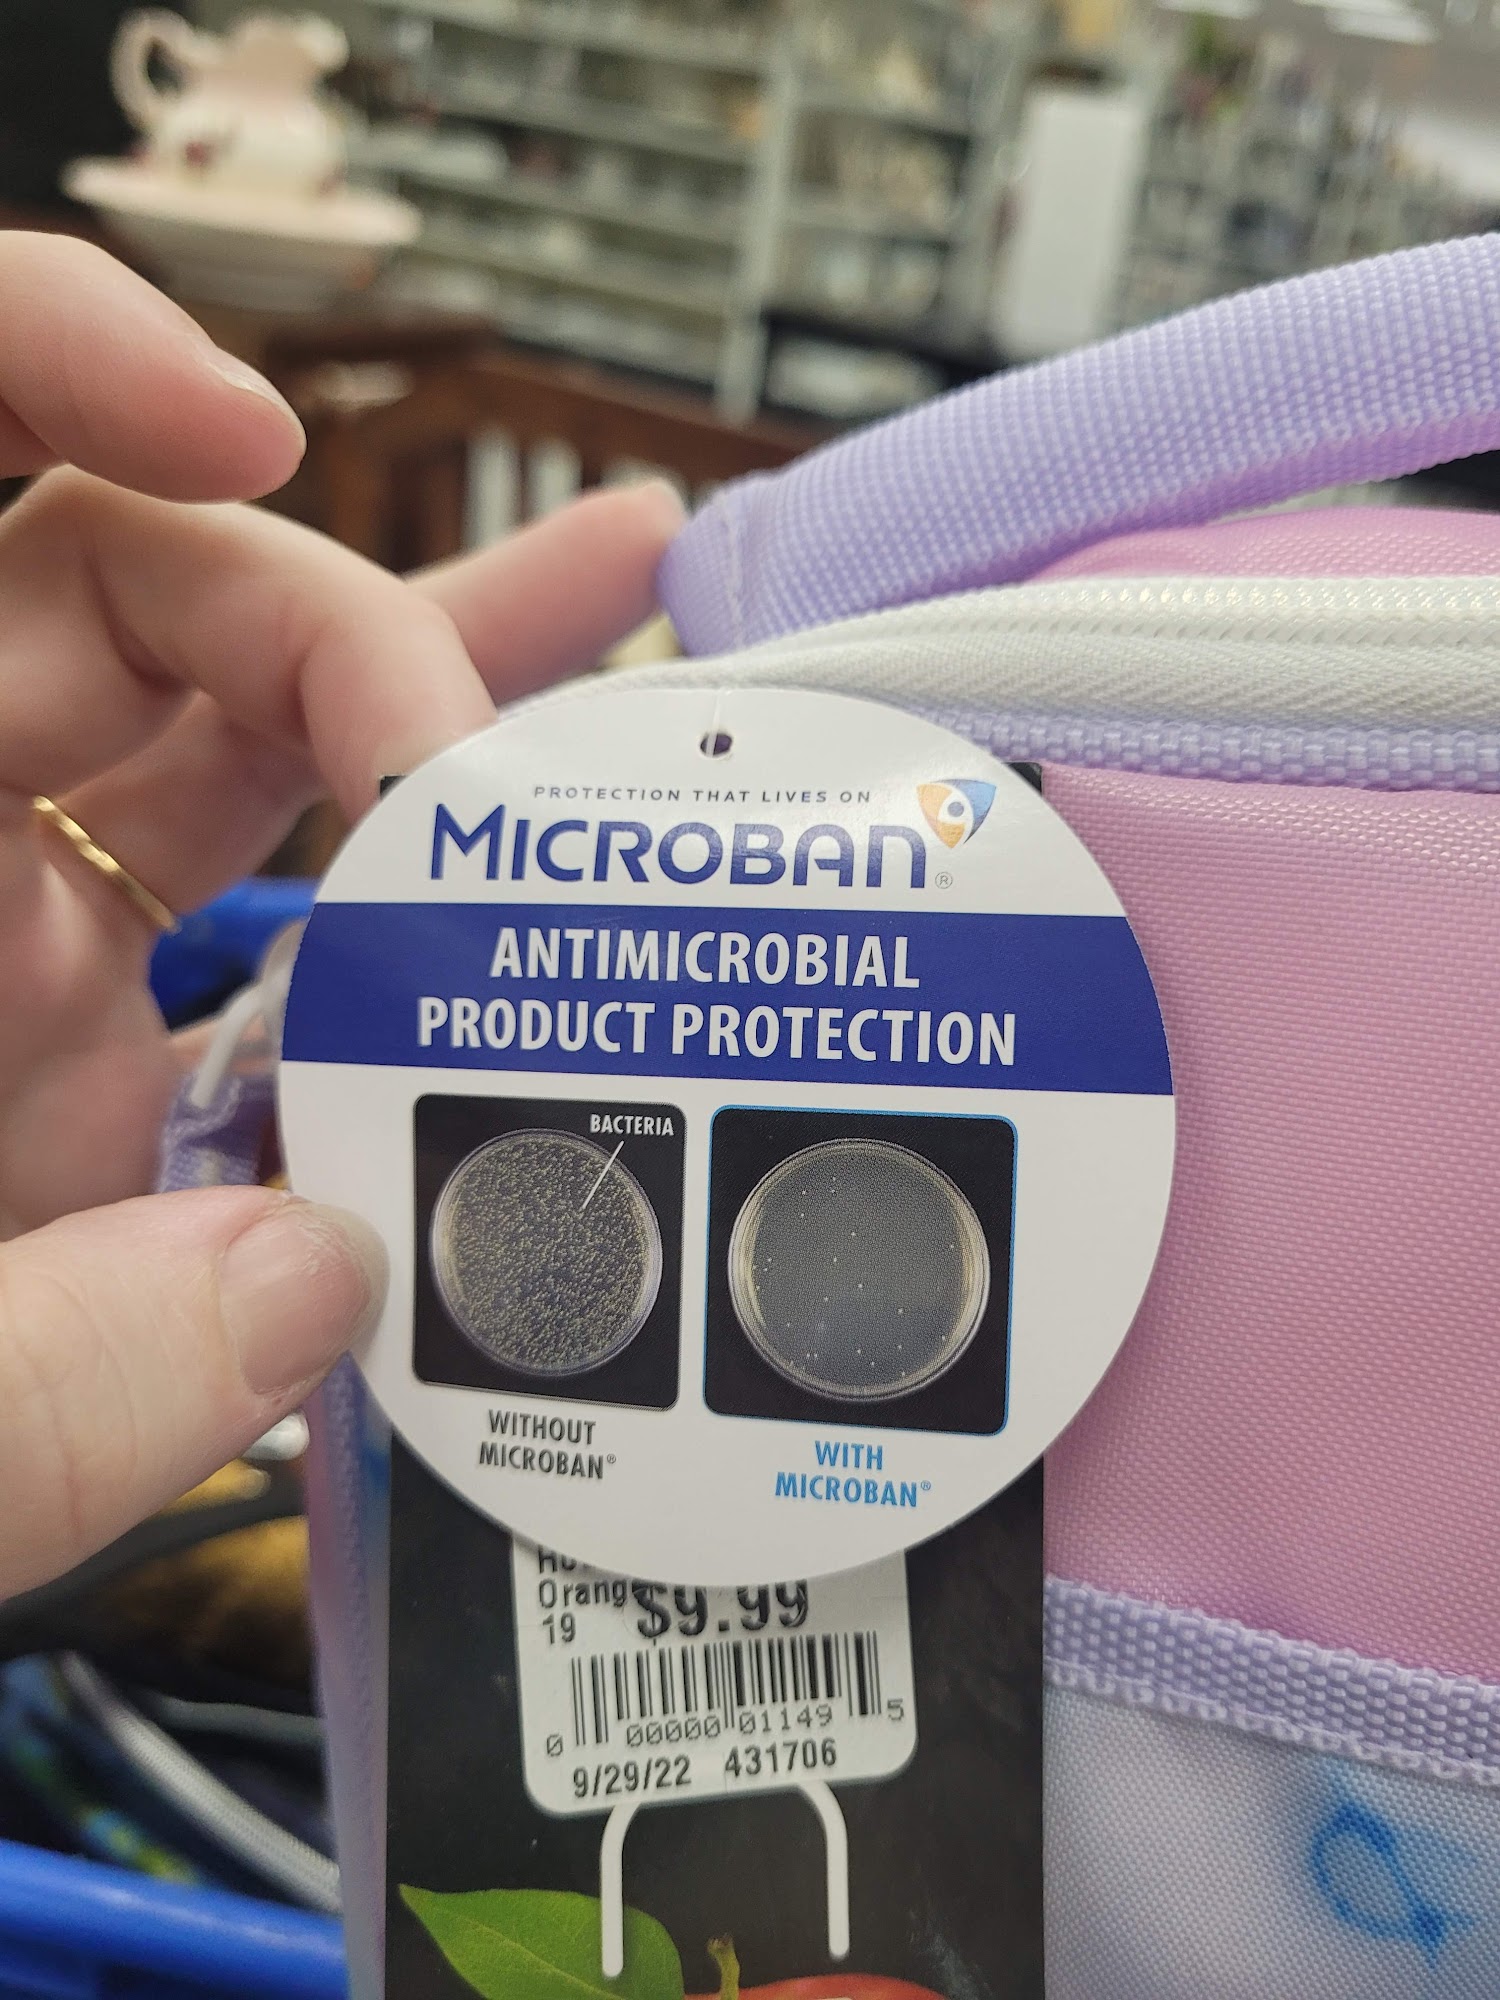 PROTECTION THAT LIVES ON
MICROBAN®
ANTIMICROBIAL
PRODUCT PROTECTION
BACTERIA
WITHOUT
MICROBAN®
WITH
MICROBAN®
Orange
19
$9.99
0 00000 01149 5
9/29/22 431706